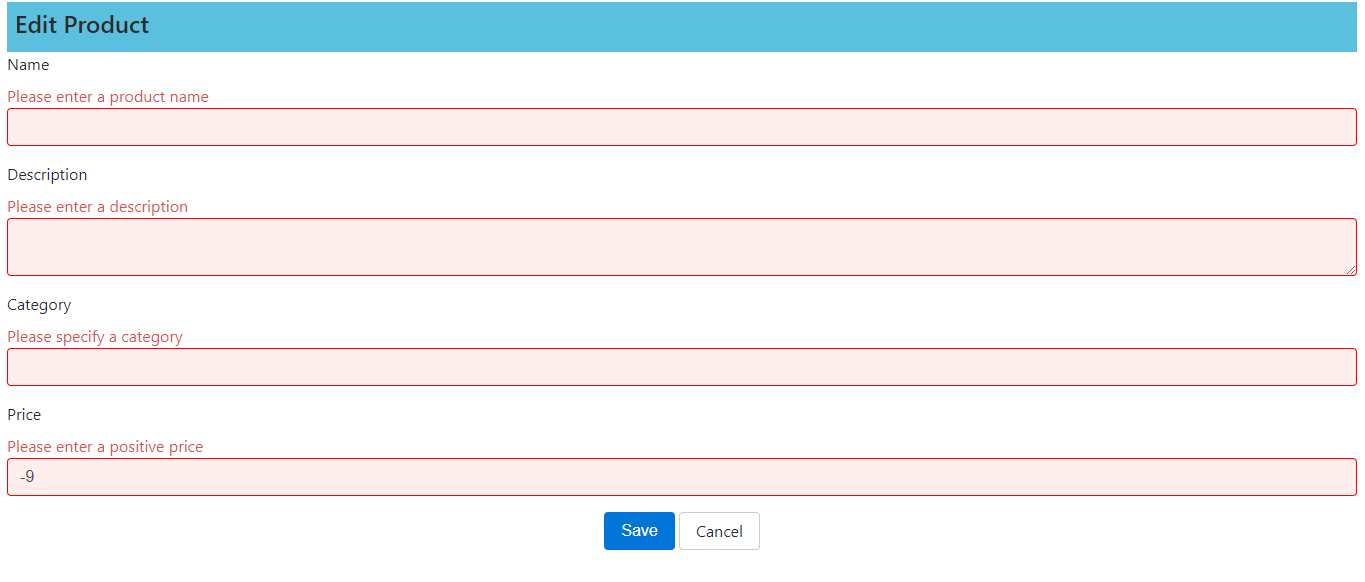 Edit Product
Name
Please enter a product name
Description
Please enter a description
Category
Please specify a category
Price
Please enter a positive price
-9
Save Cancel